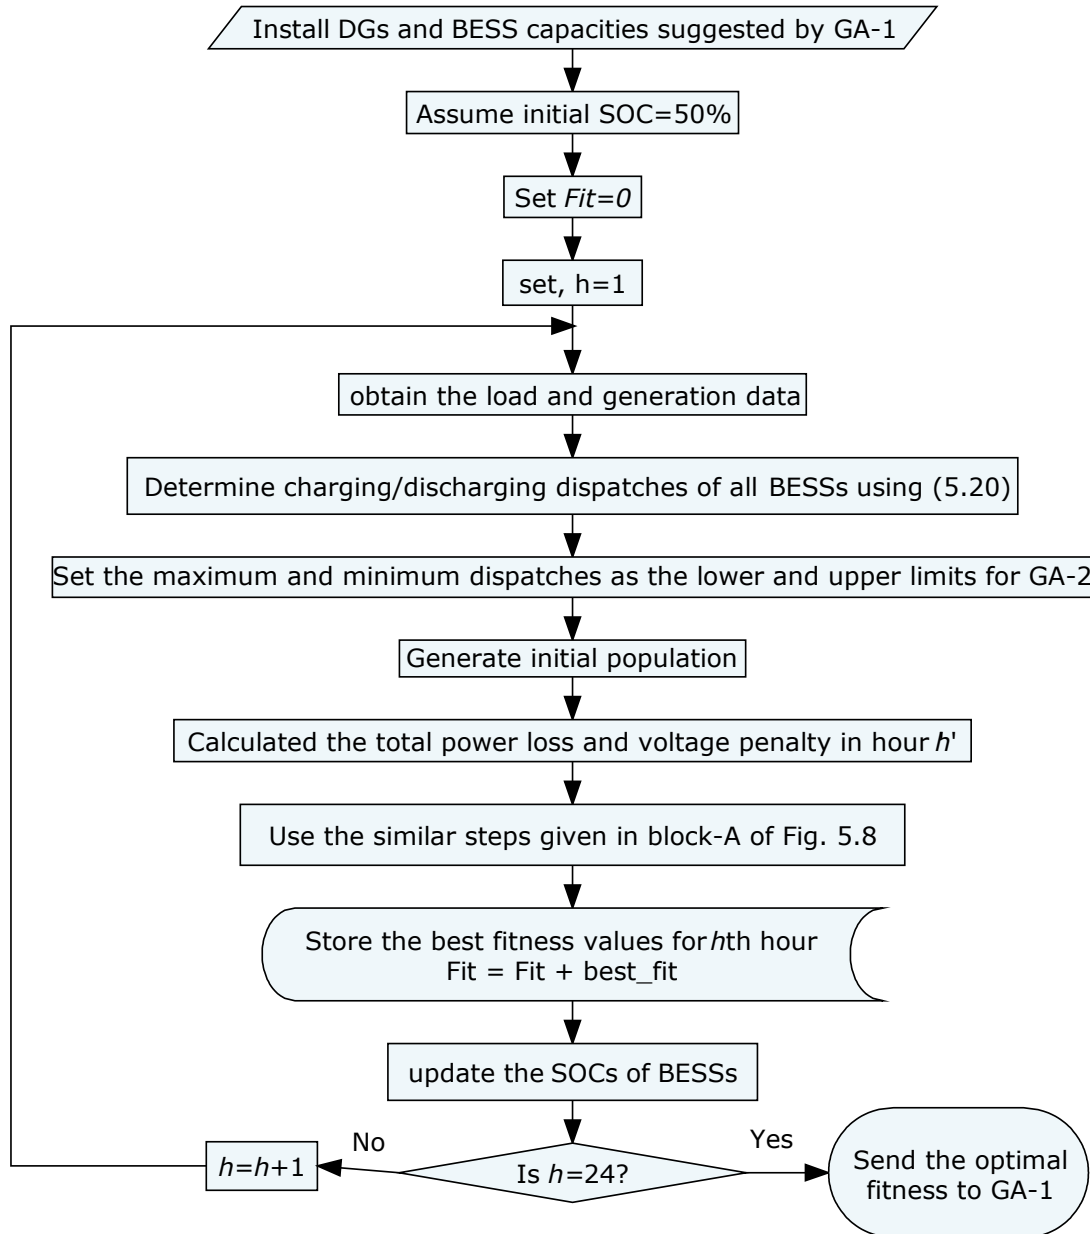 Install DGs and BESS capacities suggested by GA-1
Assume initial SOC=50%
Set Fit=0
set, h=1
obtain the load and generation data
Determine charging/discharging dispatches of all BESSs using (5.20)
Set the maximum and minimum dispatches as the lower and upper limits for GA-2
Generate initial population
Calculated the total power loss and voltage penalty in hour h'
Use the similar steps given in block-A of Fig. 5.8
Store the best fitness values for hth hour
Fit = Fit + best_fit
update the SOCs of BESSs
h=h+1
No
Is h=24?
Yes
Send the optimal
fitness to GA-1